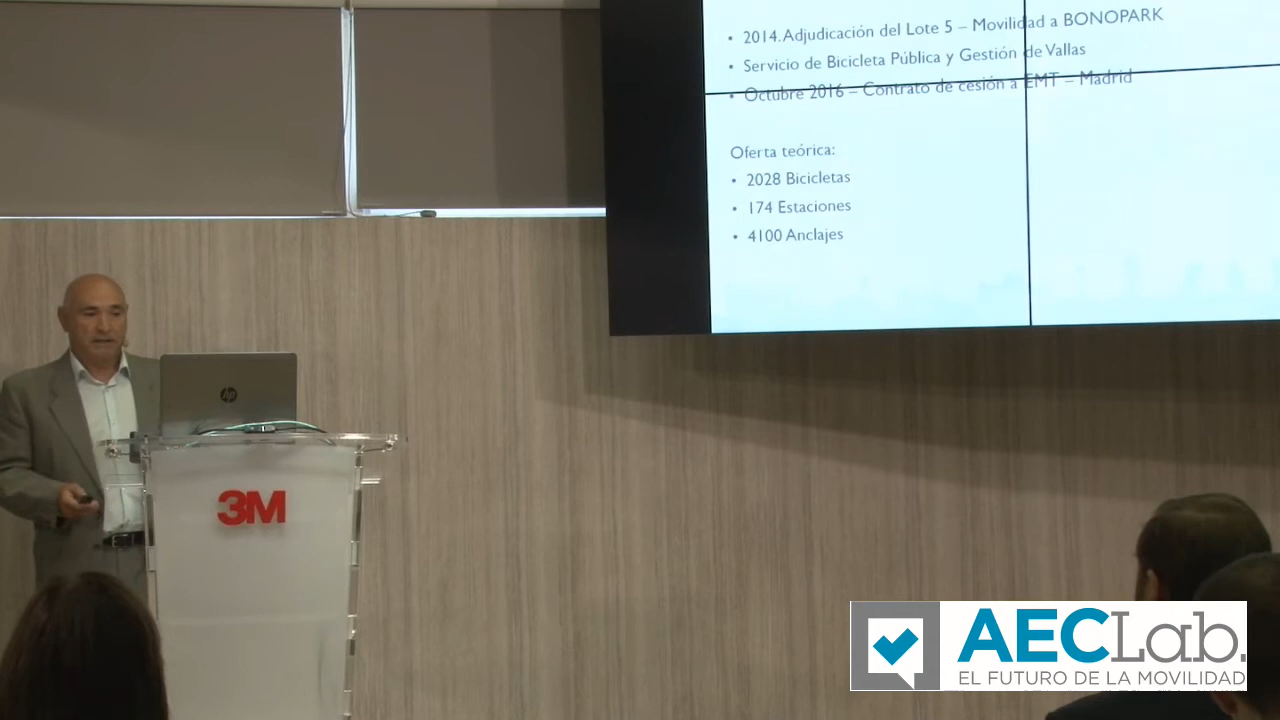 • 2014. Adjudicación del Lote 5 – Movilidad a BONOPARK
• Servicio de Bicicleta Pública y Gestión de Vallas
• Octubre 2016 – Contrato de cesión a EMT – Madrid
Oferta teórica:
• 2028 Bicicletas
• 174 Estaciones
• 4100 Anclajes
hp
3M
AECLab.
EL FUTURO DE LA MOVILIDAD